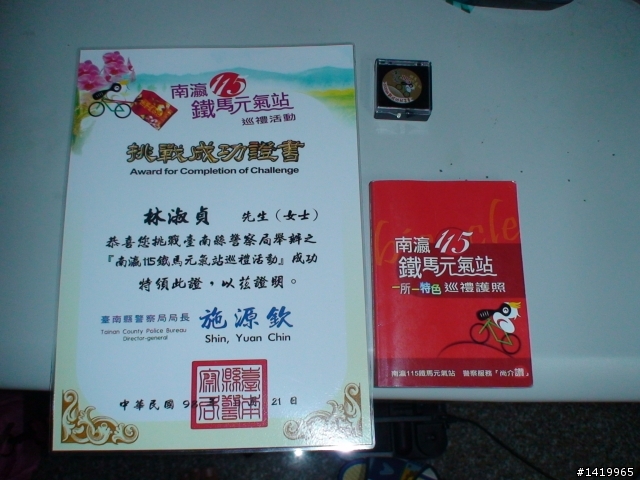 南瀛115
鐵馬元氣站
巡禮活動
挑戰成功證書
Award for Completion of Challenge
林淑貞 先生（女士）
恭喜您挑戰臺南縣警察局舉辦之
『南瀛115鐵馬元氣站巡禮活動』成功
特頒此證，以茲證明。
臺南縣警察局局長 施源欽
Tainan County Police Bureau
Director-general
Shin, Yuan Chin
中華民國 98 年 月 21 日
bicycle
南瀛115
鐵馬元氣站
一所一特色 巡禮護照
南瀛115鐵馬元氣站 警察服務「尚介讚」
#1419965